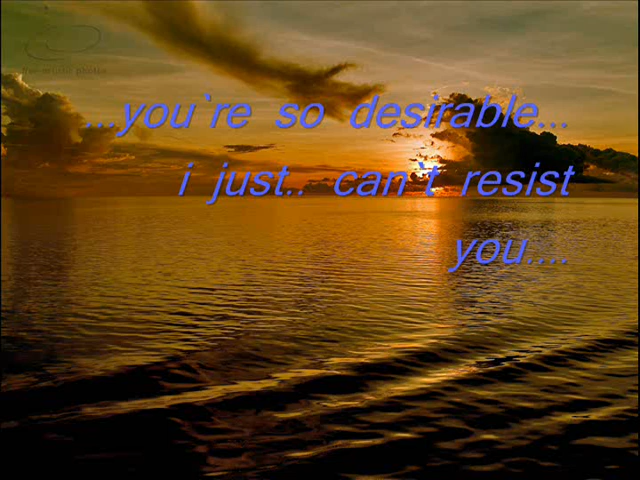 ...you`re so desirable...
i just.. can`t resist
you....